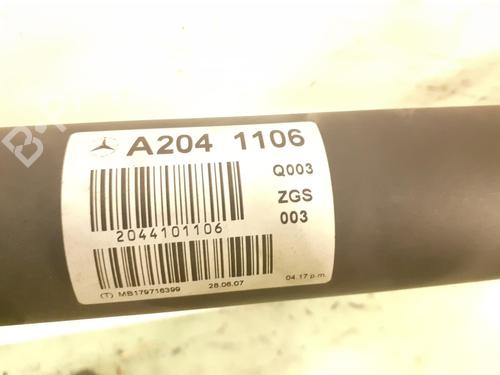 A204 1106
Q003
ZGS
003
2044101106
(T) MB179716399 28.06.07 04.17 p.m.